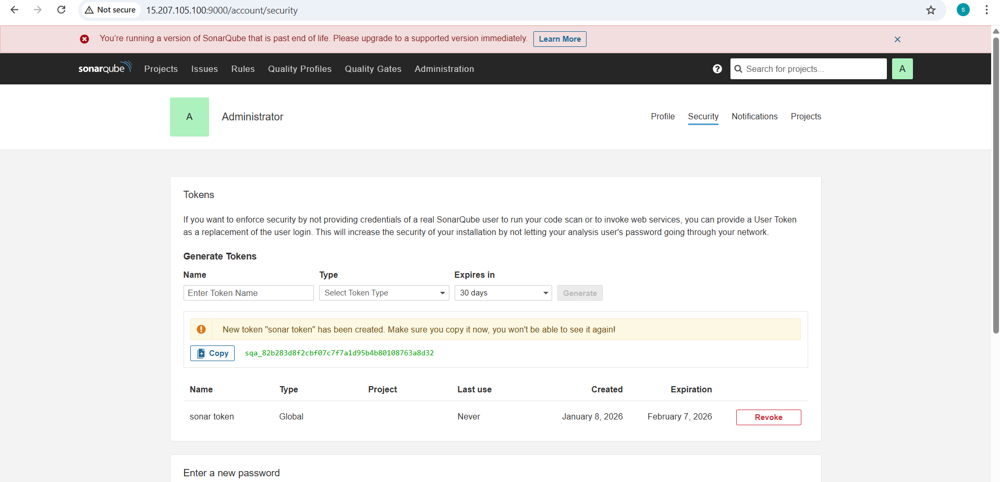 Not secure 15.207.105.100:9000/account/security S
You're running a version of SonarQube that is past end of life. Please upgrade to a supported version immediately. Learn More
sonarqube Projects Issues Rules Quality Profiles Quality Gates Administration ? Search for projects... A
A Administrator Profile Security Notifications Projects
Tokens
If you want to enforce security by not providing credentials of a real SonarQube user to run your code scan or to invoke web services, you can provide a User Token
as a replacement of the user login. This will increase the security of your installation by not letting your analysis user's password going through your network.
Generate Tokens
Name Type Expires in
Enter Token Name Select Token Type 30 days Generate
New token "sonar token" has been created. Make sure you copy it now, you won't be able to see it again!
Copy sqa_82b283d8f2cbf07c7f7a1d95b4b80108763a8d32
Name Type Project Last use Created Expiration
sonar token Global Never January 8, 2026 February 7, 2026 Revoke
Enter a new password